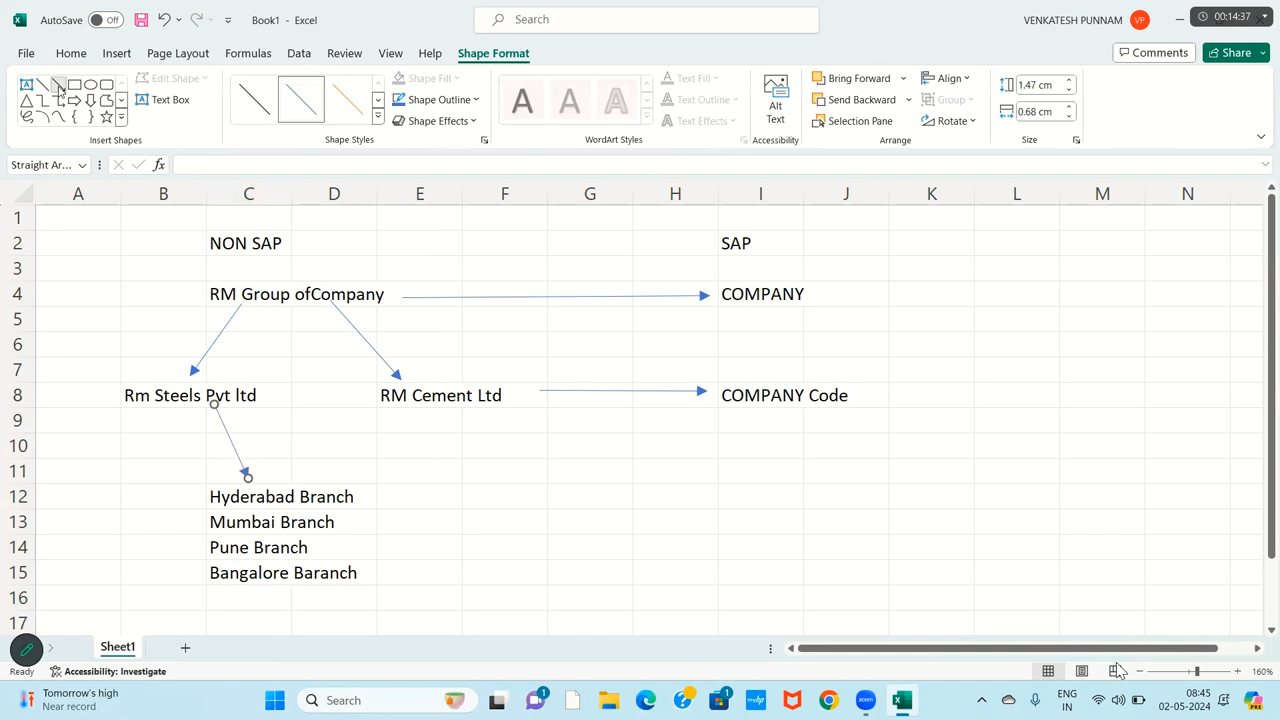 AutoSave Off Book1 - Excel Search VENKATESH PUNNAM VP 00:14:37
File Home Insert Page Layout Formulas Data Review View Help Shape Format Comments Share
Edit Shape Shape Fill Text Fill Bring Forward Align 1.47 cm
Text Box Shape Outline Text Outline Send Backward Group 0.68 cm
Shape Effects Text Effects Alt Text Selection Pane Rotate
Insert Shapes Shape Styles WordArt Styles Accessibility Arrange Size
Straight Ar... fx
A B C D E F G H I J K L M N
1
2 NON SAP SAP
3
4 RM Group ofCompany COMPANY
5
6
7
8 Rm Steels Pvt ltd RM Cement Ltd COMPANY Code
9
10
11
12 Hyderabad Branch
13 Mumbai Branch
14 Pune Branch
15 Bangalore Baranch
16
17
Sheet1
Ready Accessibility: Investigate 160%
Tomorrow's high Search 1 1 ENG 08:45
Near record IN 02-05-2024